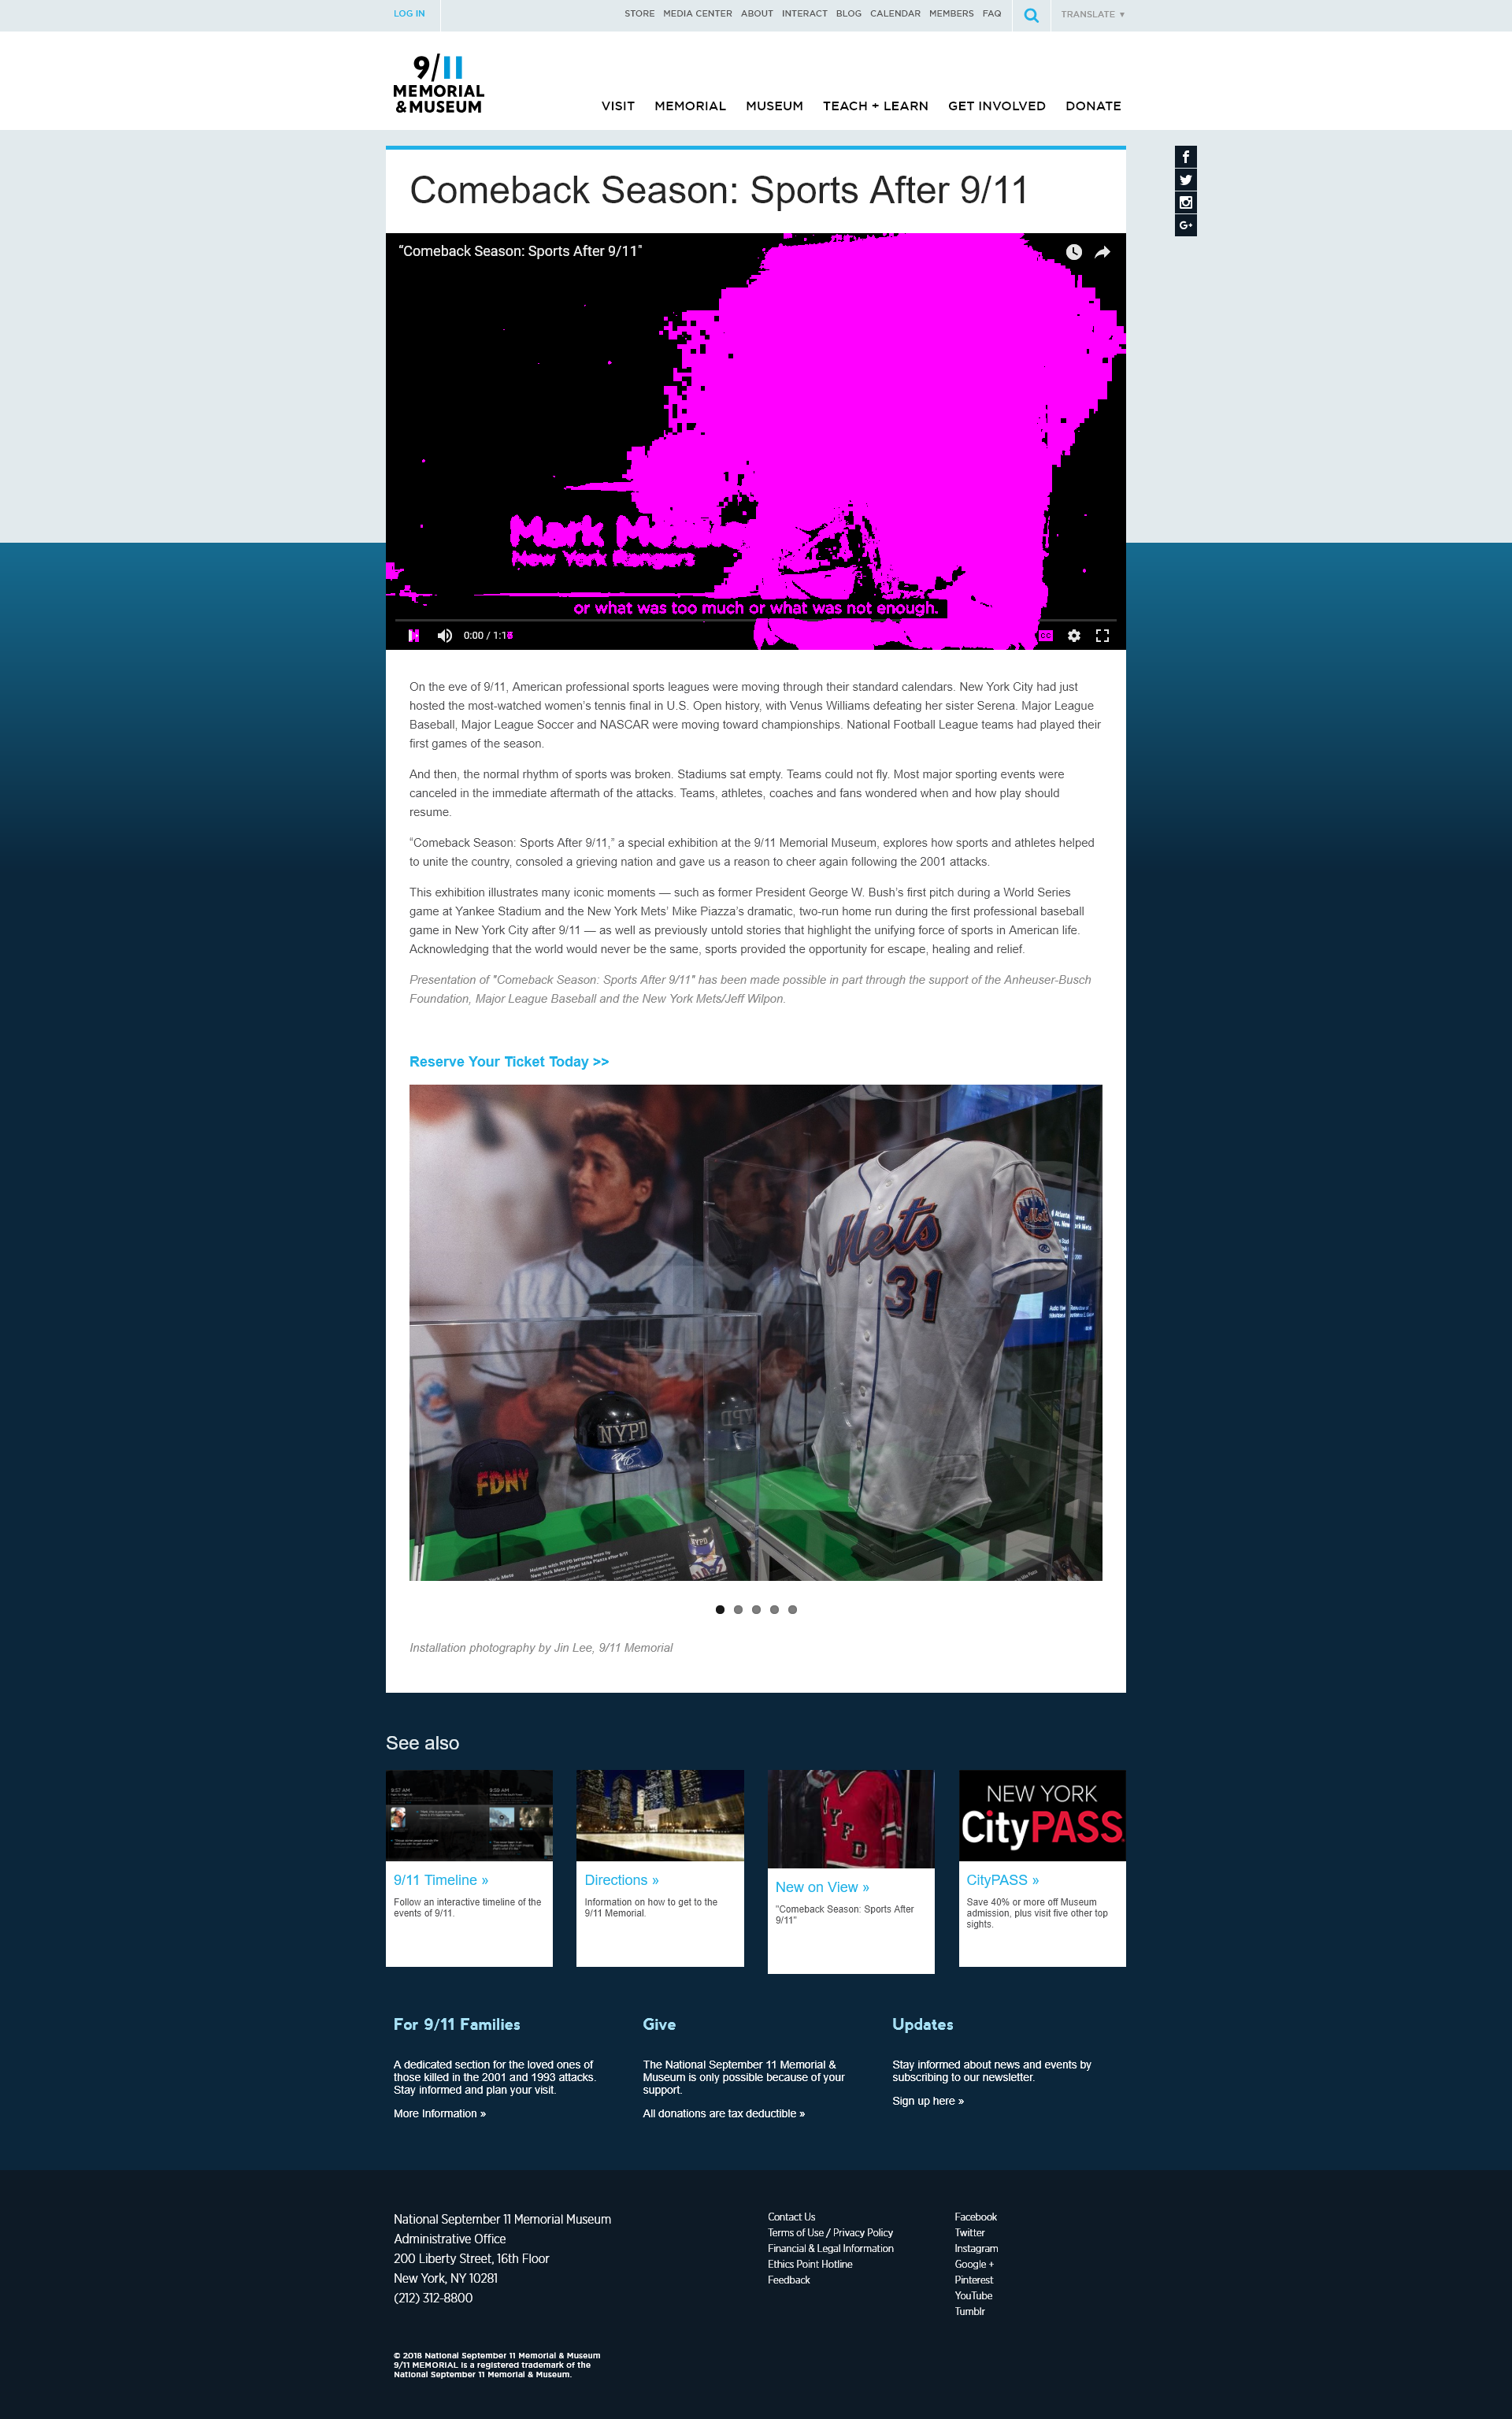 LOG IN
STORE MEDIA CENTER ABOUT INTERACT BLOG CALENDAR MEMBERS FAQ
TRANSLATE ▼
9/11
MEMORIAL
&MUSEUM
VISIT MEMORIAL MUSEUM TEACH + LEARN GET INVOLVED DONATE
Comeback Season: Sports After 9/11
“Comeback Season: Sports After 9/11"
Mark
New York Rangers
or what was too much or what was not enough.
0:00 / 1:17
CC
On the eve of 9/11, American professional sports leagues were moving through their standard calendars. New York City had just
hosted the most-watched women’s tennis final in U.S. Open history, with Venus Williams defeating her sister Serena. Major League
Baseball, Major League Soccer and NASCAR were moving toward championships. National Football League teams had played their
first games of the season.
And then, the normal rhythm of sports was broken. Stadiums sat empty. Teams could not fly. Most major sporting events were
canceled in the immediate aftermath of the attacks. Teams, athletes, coaches and fans wondered when and how play should
resume.
“Comeback Season: Sports After 9/11,” a special exhibition at the 9/11 Memorial Museum, explores how sports and athletes helped
to unite the country, consoled a grieving nation and gave us a reason to cheer again following the 2001 attacks.
This exhibition illustrates many iconic moments — such as former President George W. Bush’s first pitch during a World Series
game at Yankee Stadium and the New York Mets’ Mike Piazza’s dramatic, two-run home run during the first professional baseball
game in New York City after 9/11 — as well as previously untold stories that highlight the unifying force of sports in American life.
Acknowledging that the world would never be the same, sports provided the opportunity for escape, healing and relief.
Presentation of "Comeback Season: Sports After 9/11" has been made possible in part through the support of the Anheuser-Busch
Foundation, Major League Baseball and the New York Mets/Jeff Wilpon.
Reserve Your Ticket Today >>
Mets
31
NYPD
FDNY
Helmet with NYPD lettering worn by
New York Mets player Mike Piazza after 9/11
NYPD
Installation photography by Jin Lee, 9/11 Memorial
See also
8:57 AM
8:59 AM
NYFD
NEW YORK
CityPASS
9/11 Timeline »
Follow an interactive timeline of the
events of 9/11.
Directions »
Information on how to get to the
9/11 Memorial.
New on View »
"Comeback Season: Sports After
9/11"
CityPASS »
Save 40% or more off Museum
admission, plus visit five other top
sights.
For 9/11 Families
A dedicated section for the loved ones of
those killed in the 2001 and 1993 attacks.
Stay informed and plan your visit.
More Information »
Give
The National September 11 Memorial &
Museum is only possible because of your
support.
All donations are tax deductible »
Updates
Stay informed about news and events by
subscribing to our newsletter.
Sign up here »
National September 11 Memorial Museum
Administrative Office
200 Liberty Street, 16th Floor
New York, NY 10281
(212) 312-8800
Contact Us
Terms of Use / Privacy Policy
Financial & Legal Information
Ethics Point Hotline
Feedback
Facebook
Twitter
Instagram
Google +
Pinterest
YouTube
Tumblr
© 2018 National September 11 Memorial & Museum
9/11 MEMORIAL is a registered trademark of the
National September 11 Memorial & Museum.